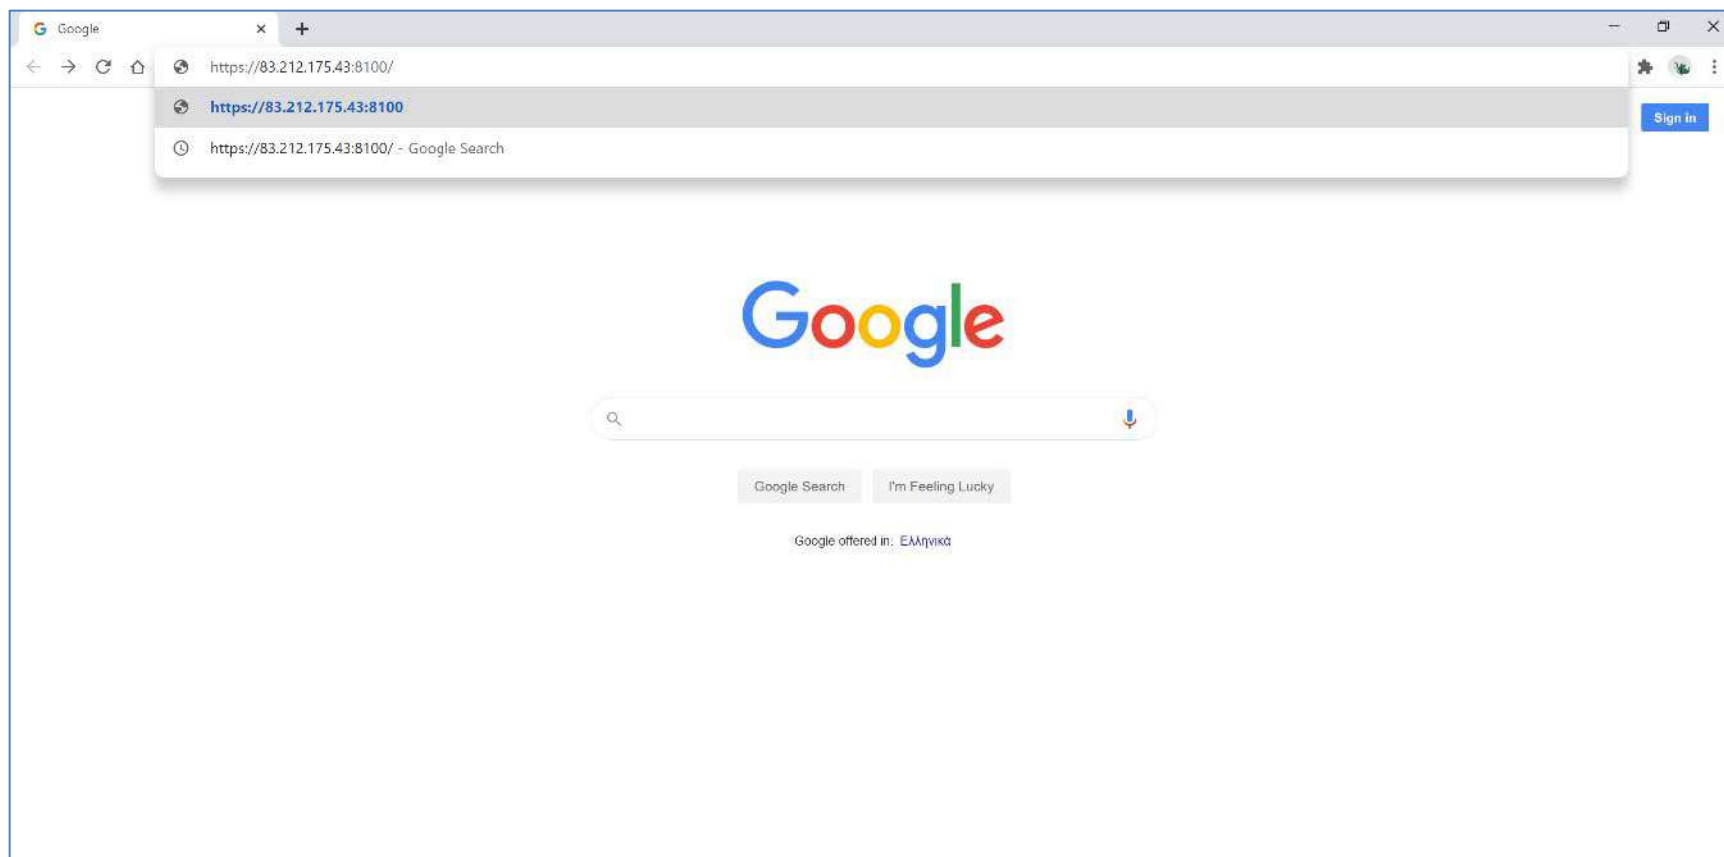 Google
https://83.212.175.43:8100/
https://83.212.175.43:8100
https://83.212.175.43:8100/ - Google Search
Sign in
Google
Google Search I'm Feeling Lucky
Google offered in: Ελληνικά